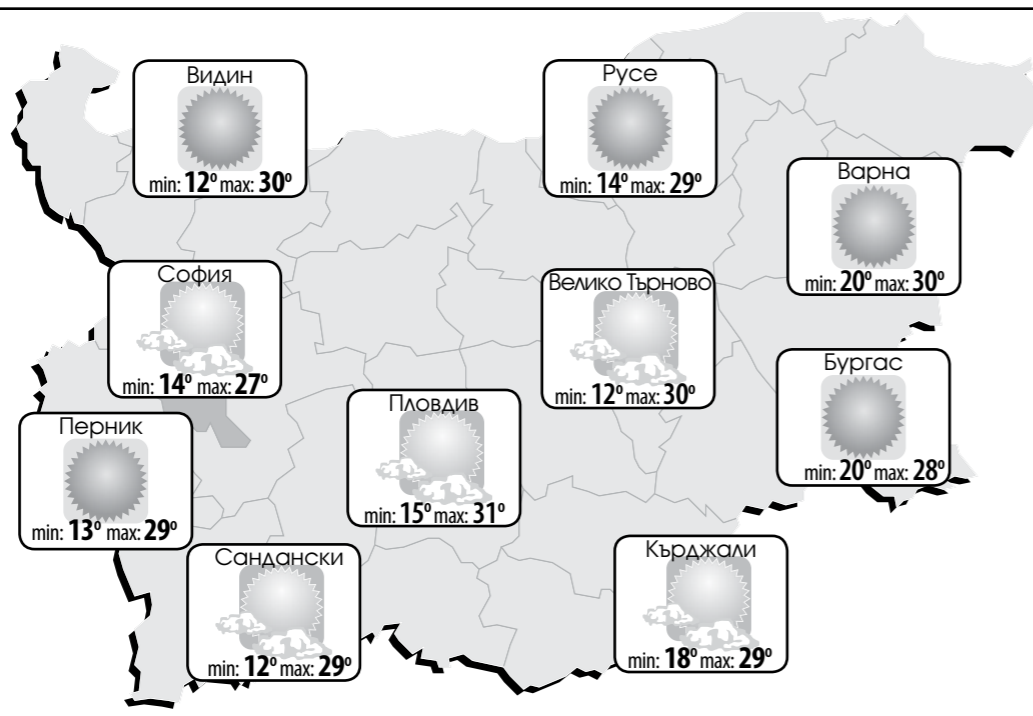 Видин
min: 12º max: 30º
Русе
min: 14º max: 29º
Варна
min: 20º max: 30º
София
min: 14º max: 27º
Велико Търново
min: 12º max: 30º
Бургас
min: 20º max: 28º
Пловдив
min: 15º max: 31º
Перник
min: 13º max: 29º
Сандански
min: 12º max: 29º
Кърджали
min: 18º max: 29º